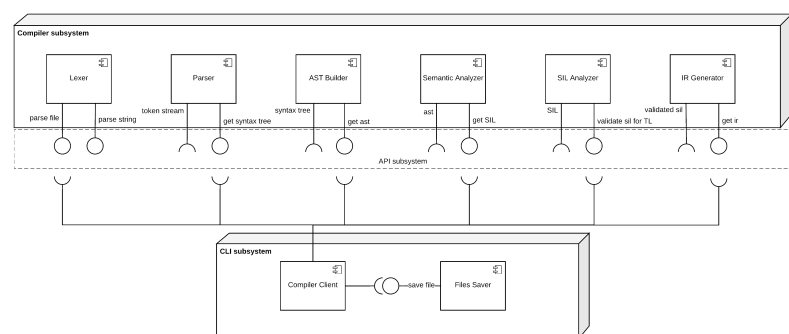 Compiler subsystem
Lexer
Parser
AST Builder
Semantic Analyzer
SIL Analyzer
IR Generator
parse file
parse string
token stream
get syntax tree
syntax tree
get ast
ast
get SIL
SIL
validate sil for TL
validated sil
get ir
API subsystem
CLI subsystem
Compiler Client
save file
Files Saver